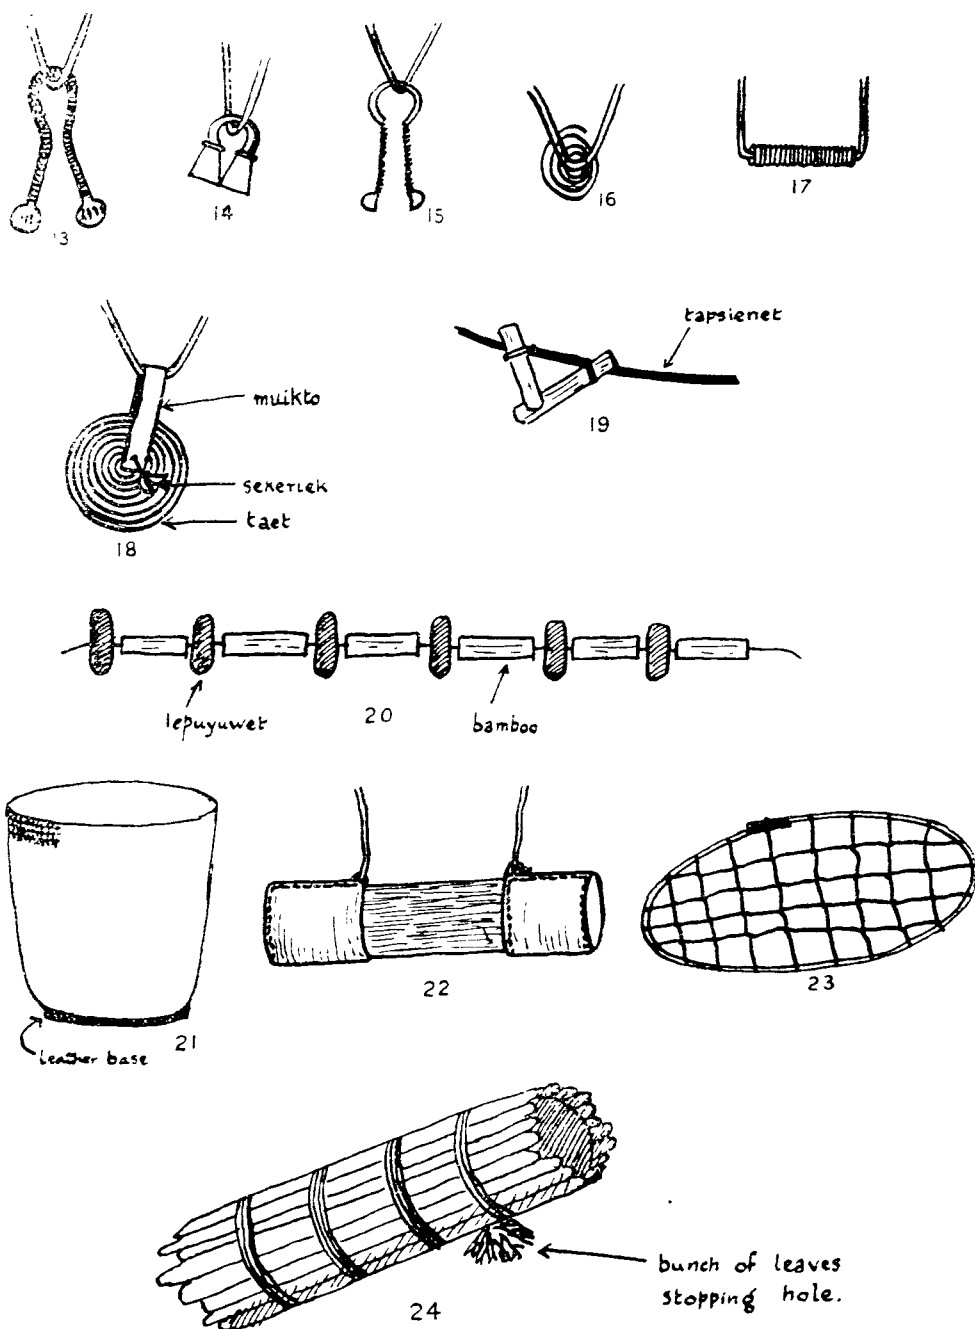 13
14
15
16
17
tapsienet
19
muikto
taet
18
lepuyuwet
20
bamboo
21
leather base
22
23
24
bunch of leaves
stopping hole.